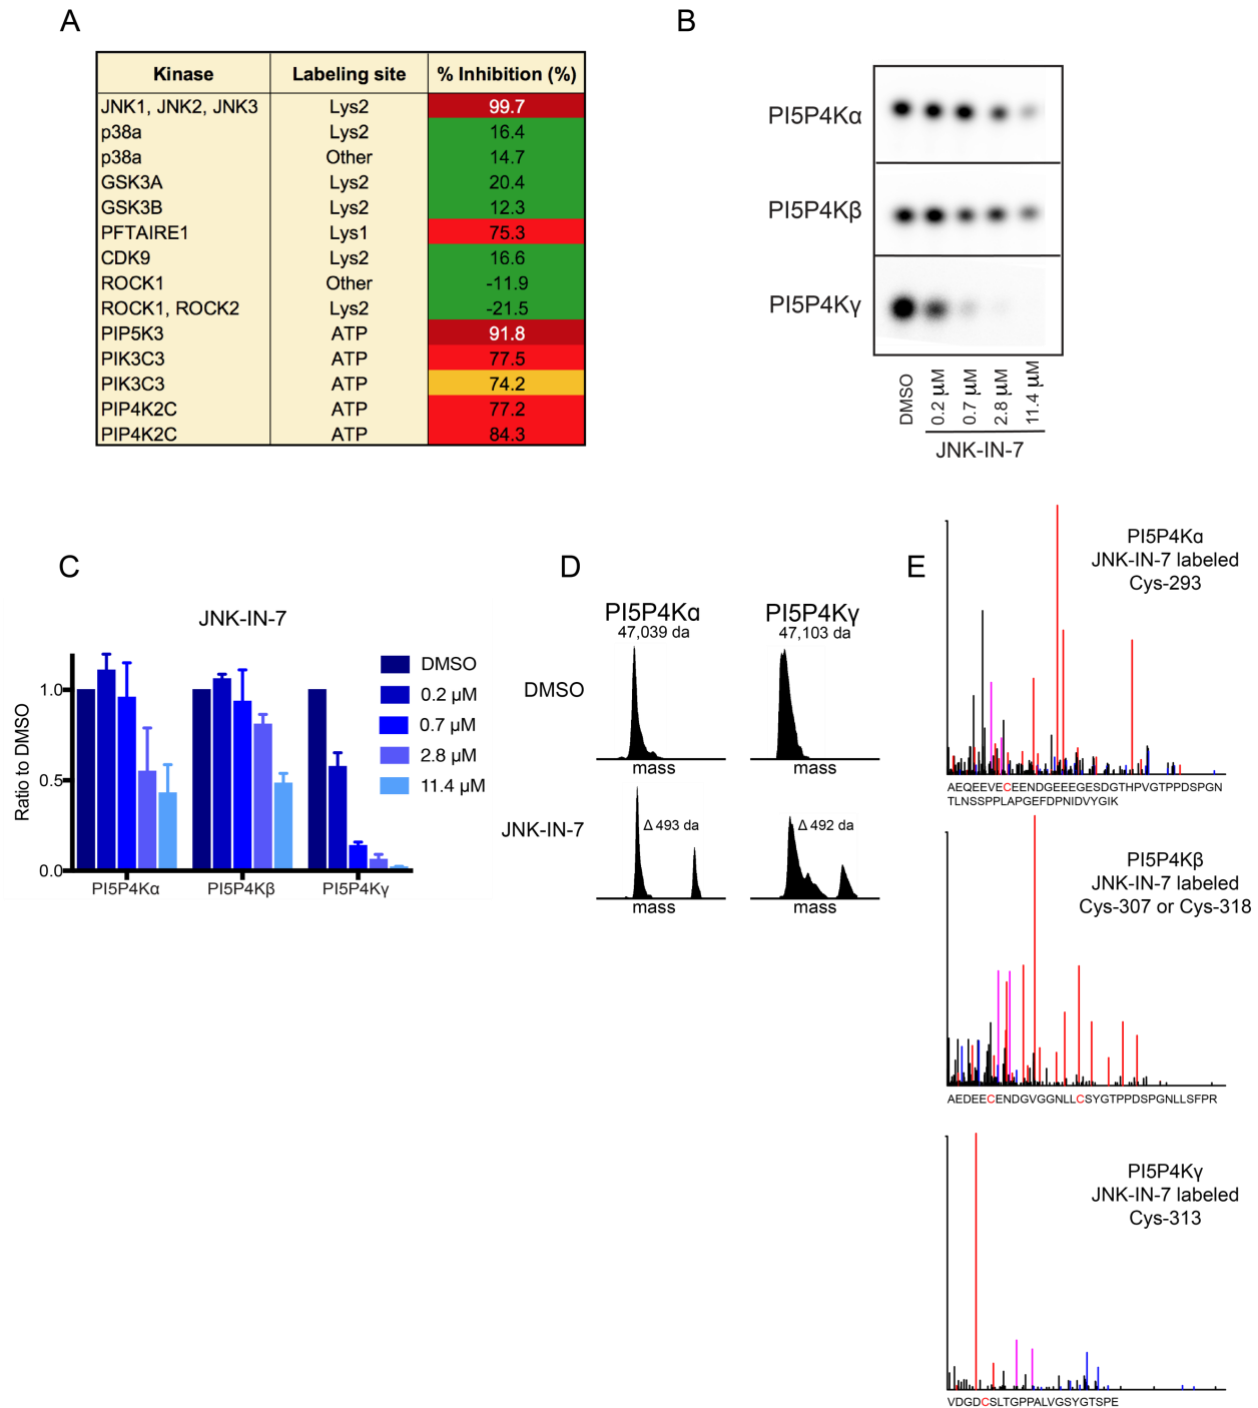 A
Kinase Labeling site % Inhibition (%)
JNK1, JNK2, JNK3 Lys2 99.7
p38a Lys2 16.4
p38a Other 14.7
GSK3A Lys2 20.4
GSK3B Lys2 12.3
PFTAIRE1 Lys1 75.3
CDK9 Lys2 16.6
ROCK1 Other -11.9
ROCK1, ROCK2 Lys2 -21.5
PIP5K3 ATP 91.8
PIK3C3 ATP 77.5
PIK3C3 ATP 74.2
PIP4K2C ATP 77.2
PIP4K2C ATP 84.3
B
PI5P4Kα
PI5P4Kβ
PI5P4Kγ
DMSO
0.2 µM
0.7 µM
2.8 µM
11.4 µM
JNK-IN-7
C
JNK-IN-7
Ratio to DMSO
1.0
0.5
0.0
PI5P4Kα PI5P4Kβ PI5P4Kγ
DMSO
0.2 µM
0.7 µM
2.8 µM
11.4 µM
D
PI5P4Kα PI5P4Kγ
47,039 da 47,103 da
DMSO
mass mass
JNK-IN-7
Δ 493 da Δ 492 da
mass mass
E
PI5P4Kα
JNK-IN-7 labeled
Cys-293
AEQEEVECEENDGEEEGESDGTHPVGTPPDSPGN
TLNSSPPLAPGEFDPNIDVYGIK
PI5P4Kβ
JNK-IN-7 labeled
Cys-307 or Cys-318
AEDEECENDGVGGNLLCSYGTPPDSPGNLLSFPR
PI5P4Kγ
JNK-IN-7 labeled
Cys-313
VDGDCSLTGPPALVGSYGTSPE